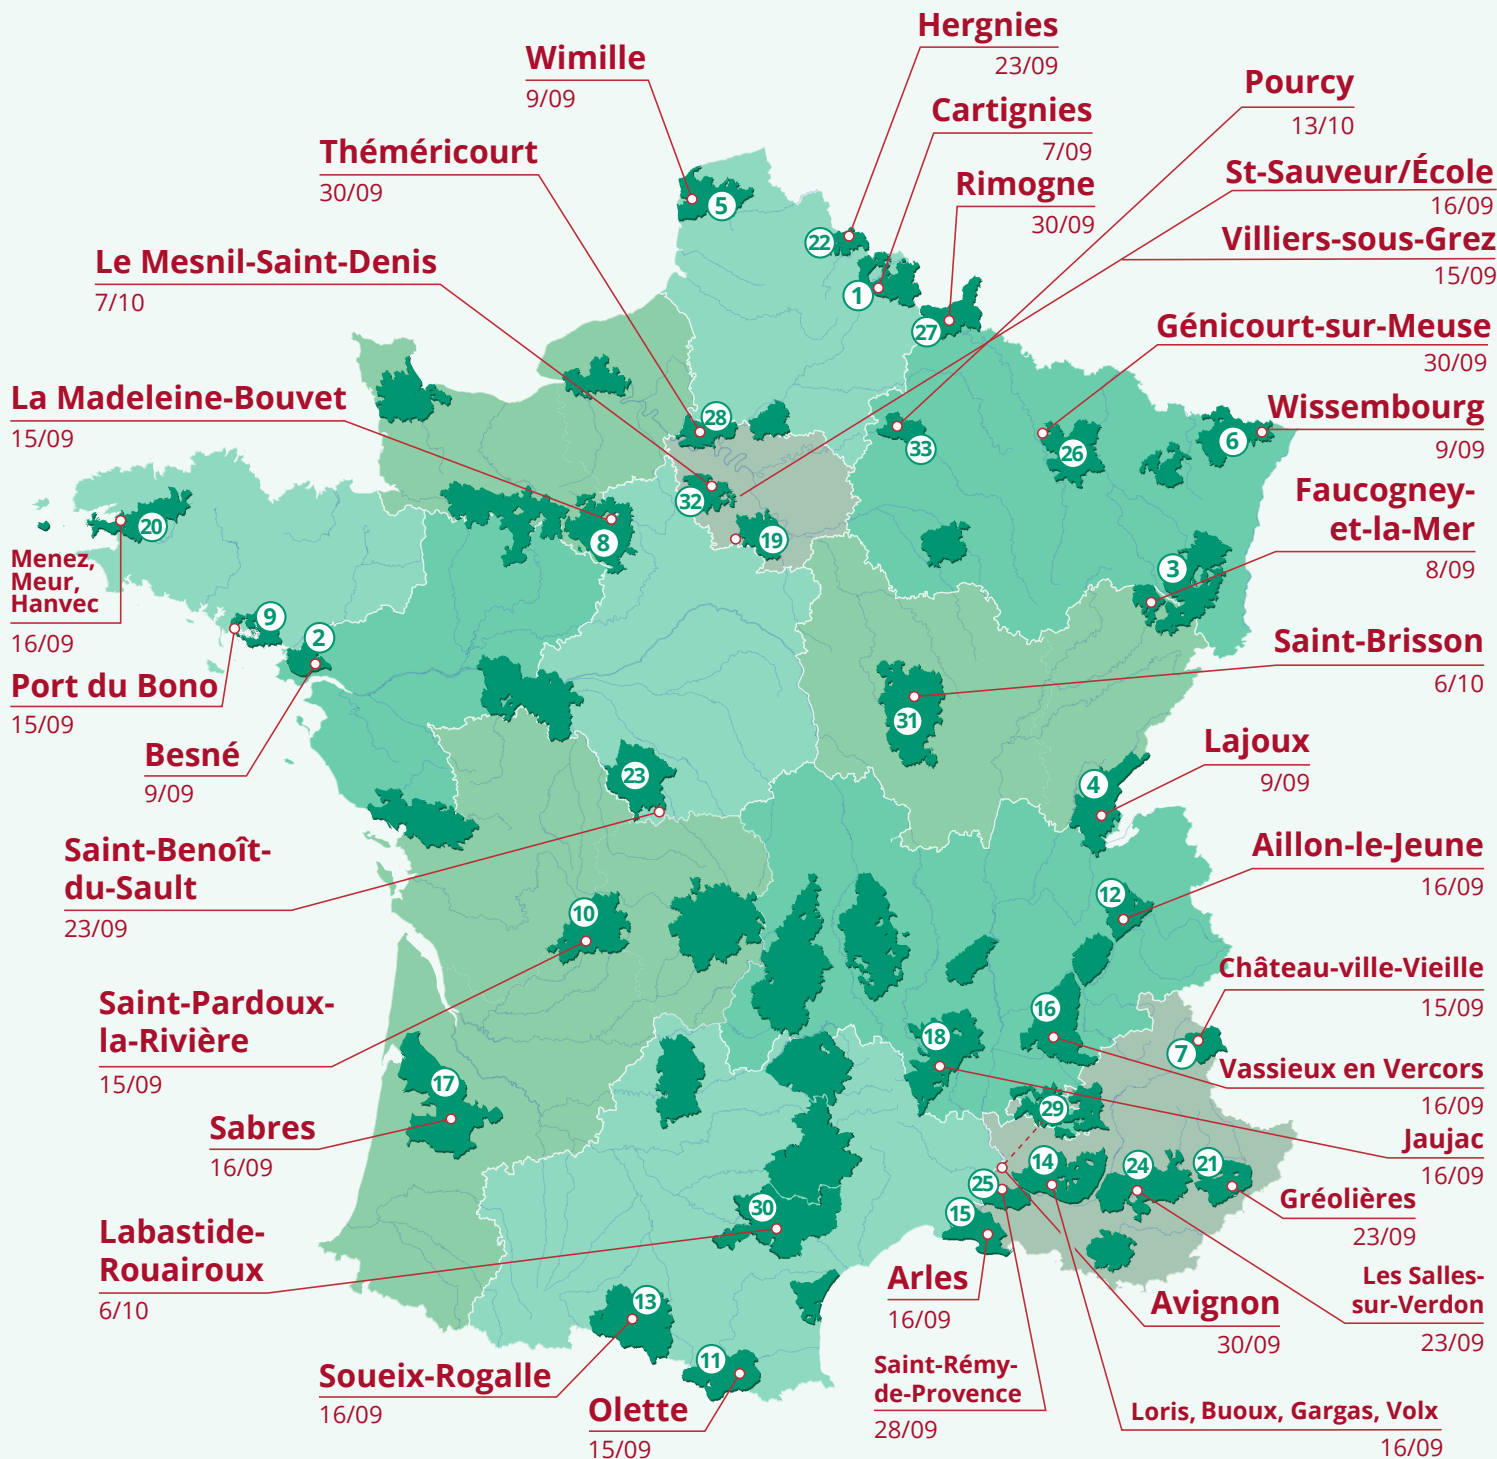 Hergnies
23/09
Wimille
9/09
Pourcy
13/10
Cartignies
7/09
Théméricourt
30/09
St-Sauveur/École
16/09
Rimogne
30/09
Villiers-sous-Grez
15/09
Le Mesnil-Saint-Denis
7/10
Génicourt-sur-Meuse
30/09
La Madeleine-Bouvet
15/09
Wissembourg
9/09
Faucogney-
et-la-Mer
8/09
Menez,
Meur,
Hanvec
16/09
Saint-Brisson
6/10
Port du Bono
15/09
Besné
9/09
Lajoux
9/09
Saint-Benoît-
du-Sault
23/09
Aillon-le-Jeune
16/09
Château-ville-Vieille
15/09
Saint-Pardoux-
la-Rivière
15/09
Vassieux en Vercors
16/09
Sabres
16/09
Jaujac
16/09
Gréolières
23/09
Labastide-
Rouairoux
6/10
Les Salles-
sur-Verdon
23/09
Arles
16/09
Avignon
30/09
Saint-Rémy-
de-Provence
28/09
Soueix-Rogalle
16/09
Olette
15/09
Loris, Buoux, Gargas, Volx
16/09
5
22
1
27
28
33
6
26
32
20
8
19
3
9
2
31
23
4
12
10
16
18
7
17
29
14
24
21
25
15
30
13
11